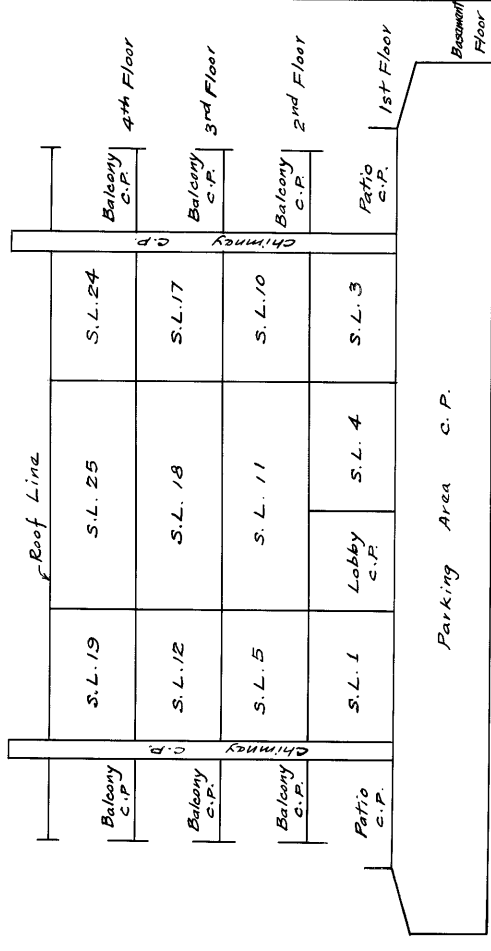 Roof Line
Balcony
C.P.
S.L. 19
S.L. 25
S.L. 24
Balcony
C.P.
4th Floor
Balcony
C.P.
S.L. 12
S.L. 18
S.L. 17
Balcony
C.P.
3rd Floor
Balcony
C.P.
S.L. 5
S.L. 11
S.L. 10
Balcony
C.P.
2nd Floor
Chimney C.P.
Chimney C.P.
Patio
C.P.
S.L. 1
Lobby
C.P.
S.L. 4
S.L. 3
Patio
C.P.
1st Floor
Parking Area C.P.
Basement
Floor